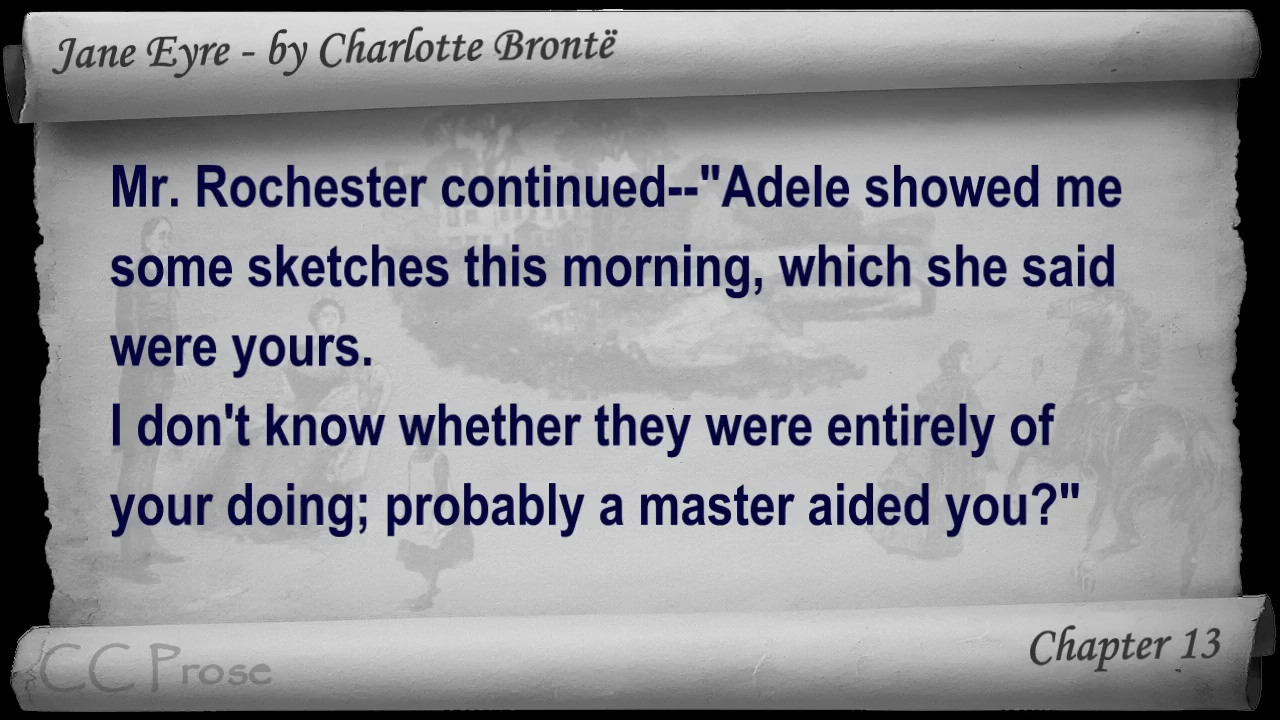 Jane Eyre - by Charlotte Brontë
Mr. Rochester continued--"Adele showed me
some sketches this morning, which she said
were yours.
I don't know whether they were entirely of
your doing; probably a master aided you?"
CC Prose
Chapter 13